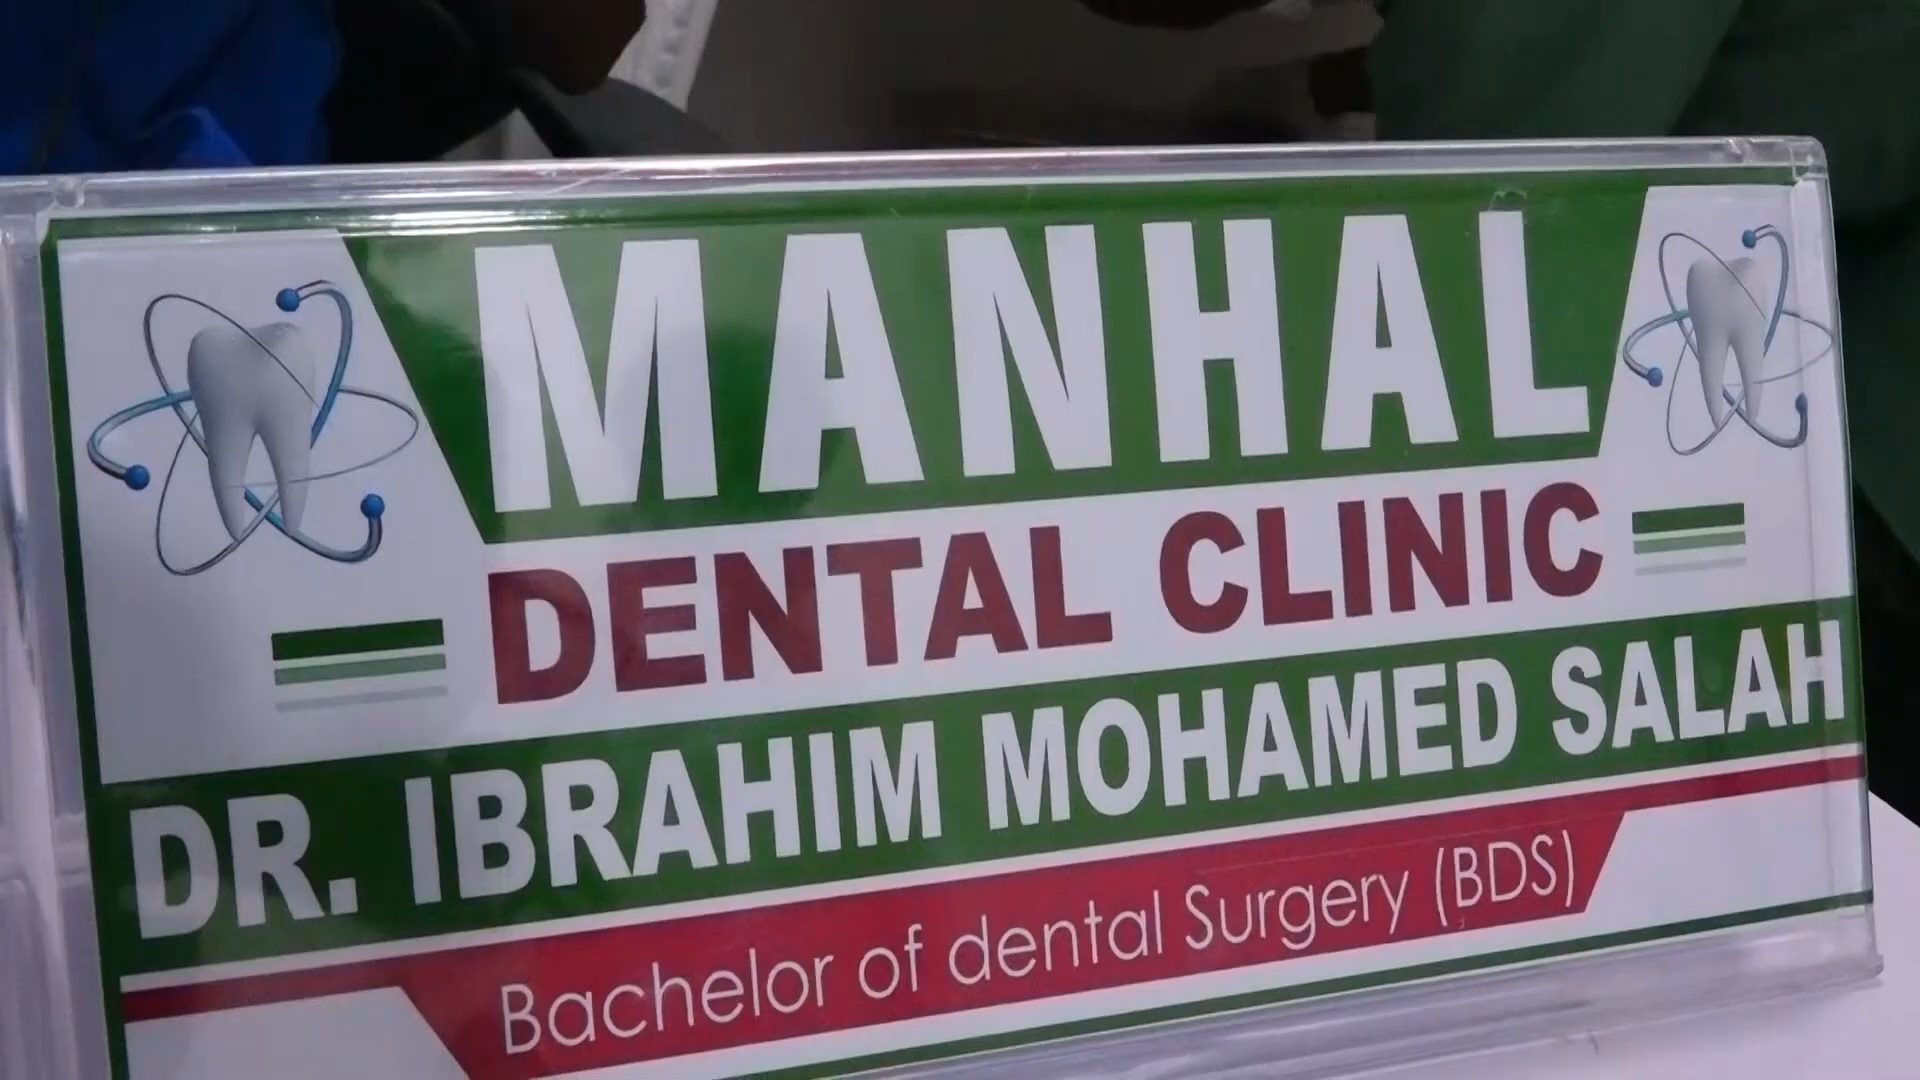 MANHAL
DENTAL CLINIC
DR. IBRAHIM MOHAMED SALAH
Bachelor of dental Surgery (BDS)